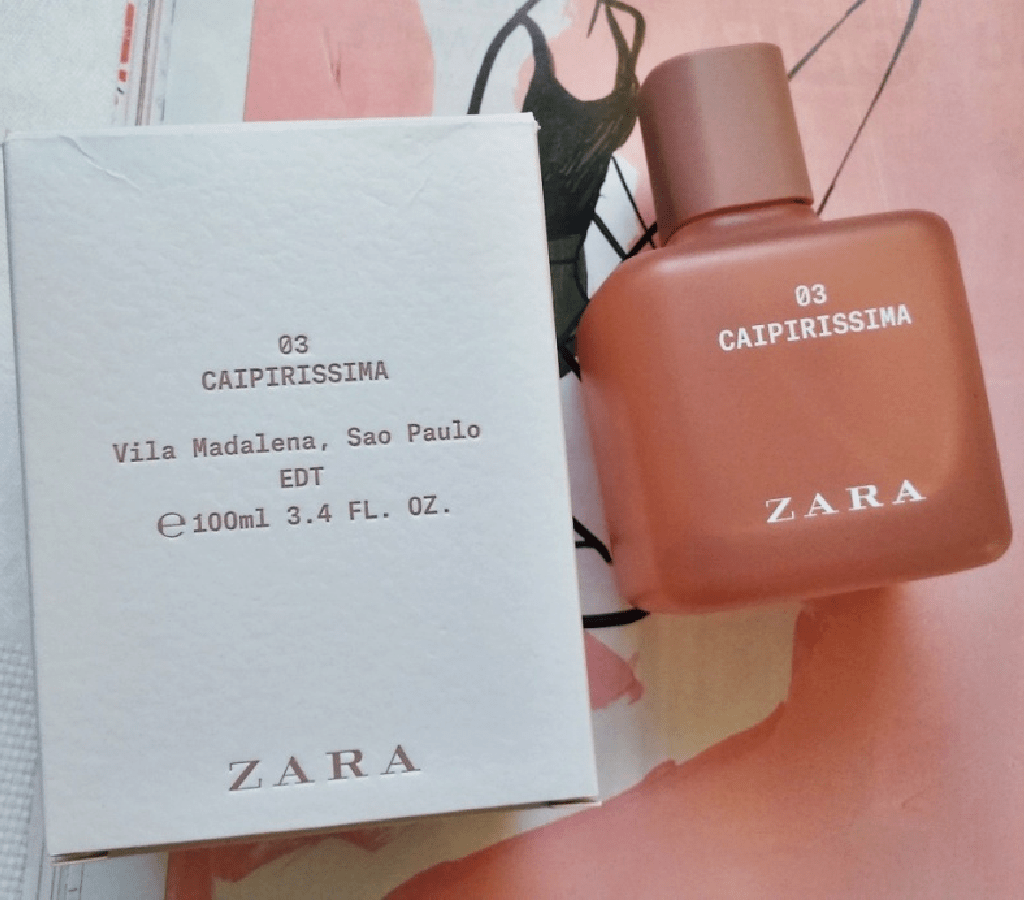 03
CAIPIRISSIMA
Vila Madalena, Sao Paulo
EDT
℮100ml 3.4 FL. OZ.
ZARA
03
CAIPIRISSIMA
ZARA